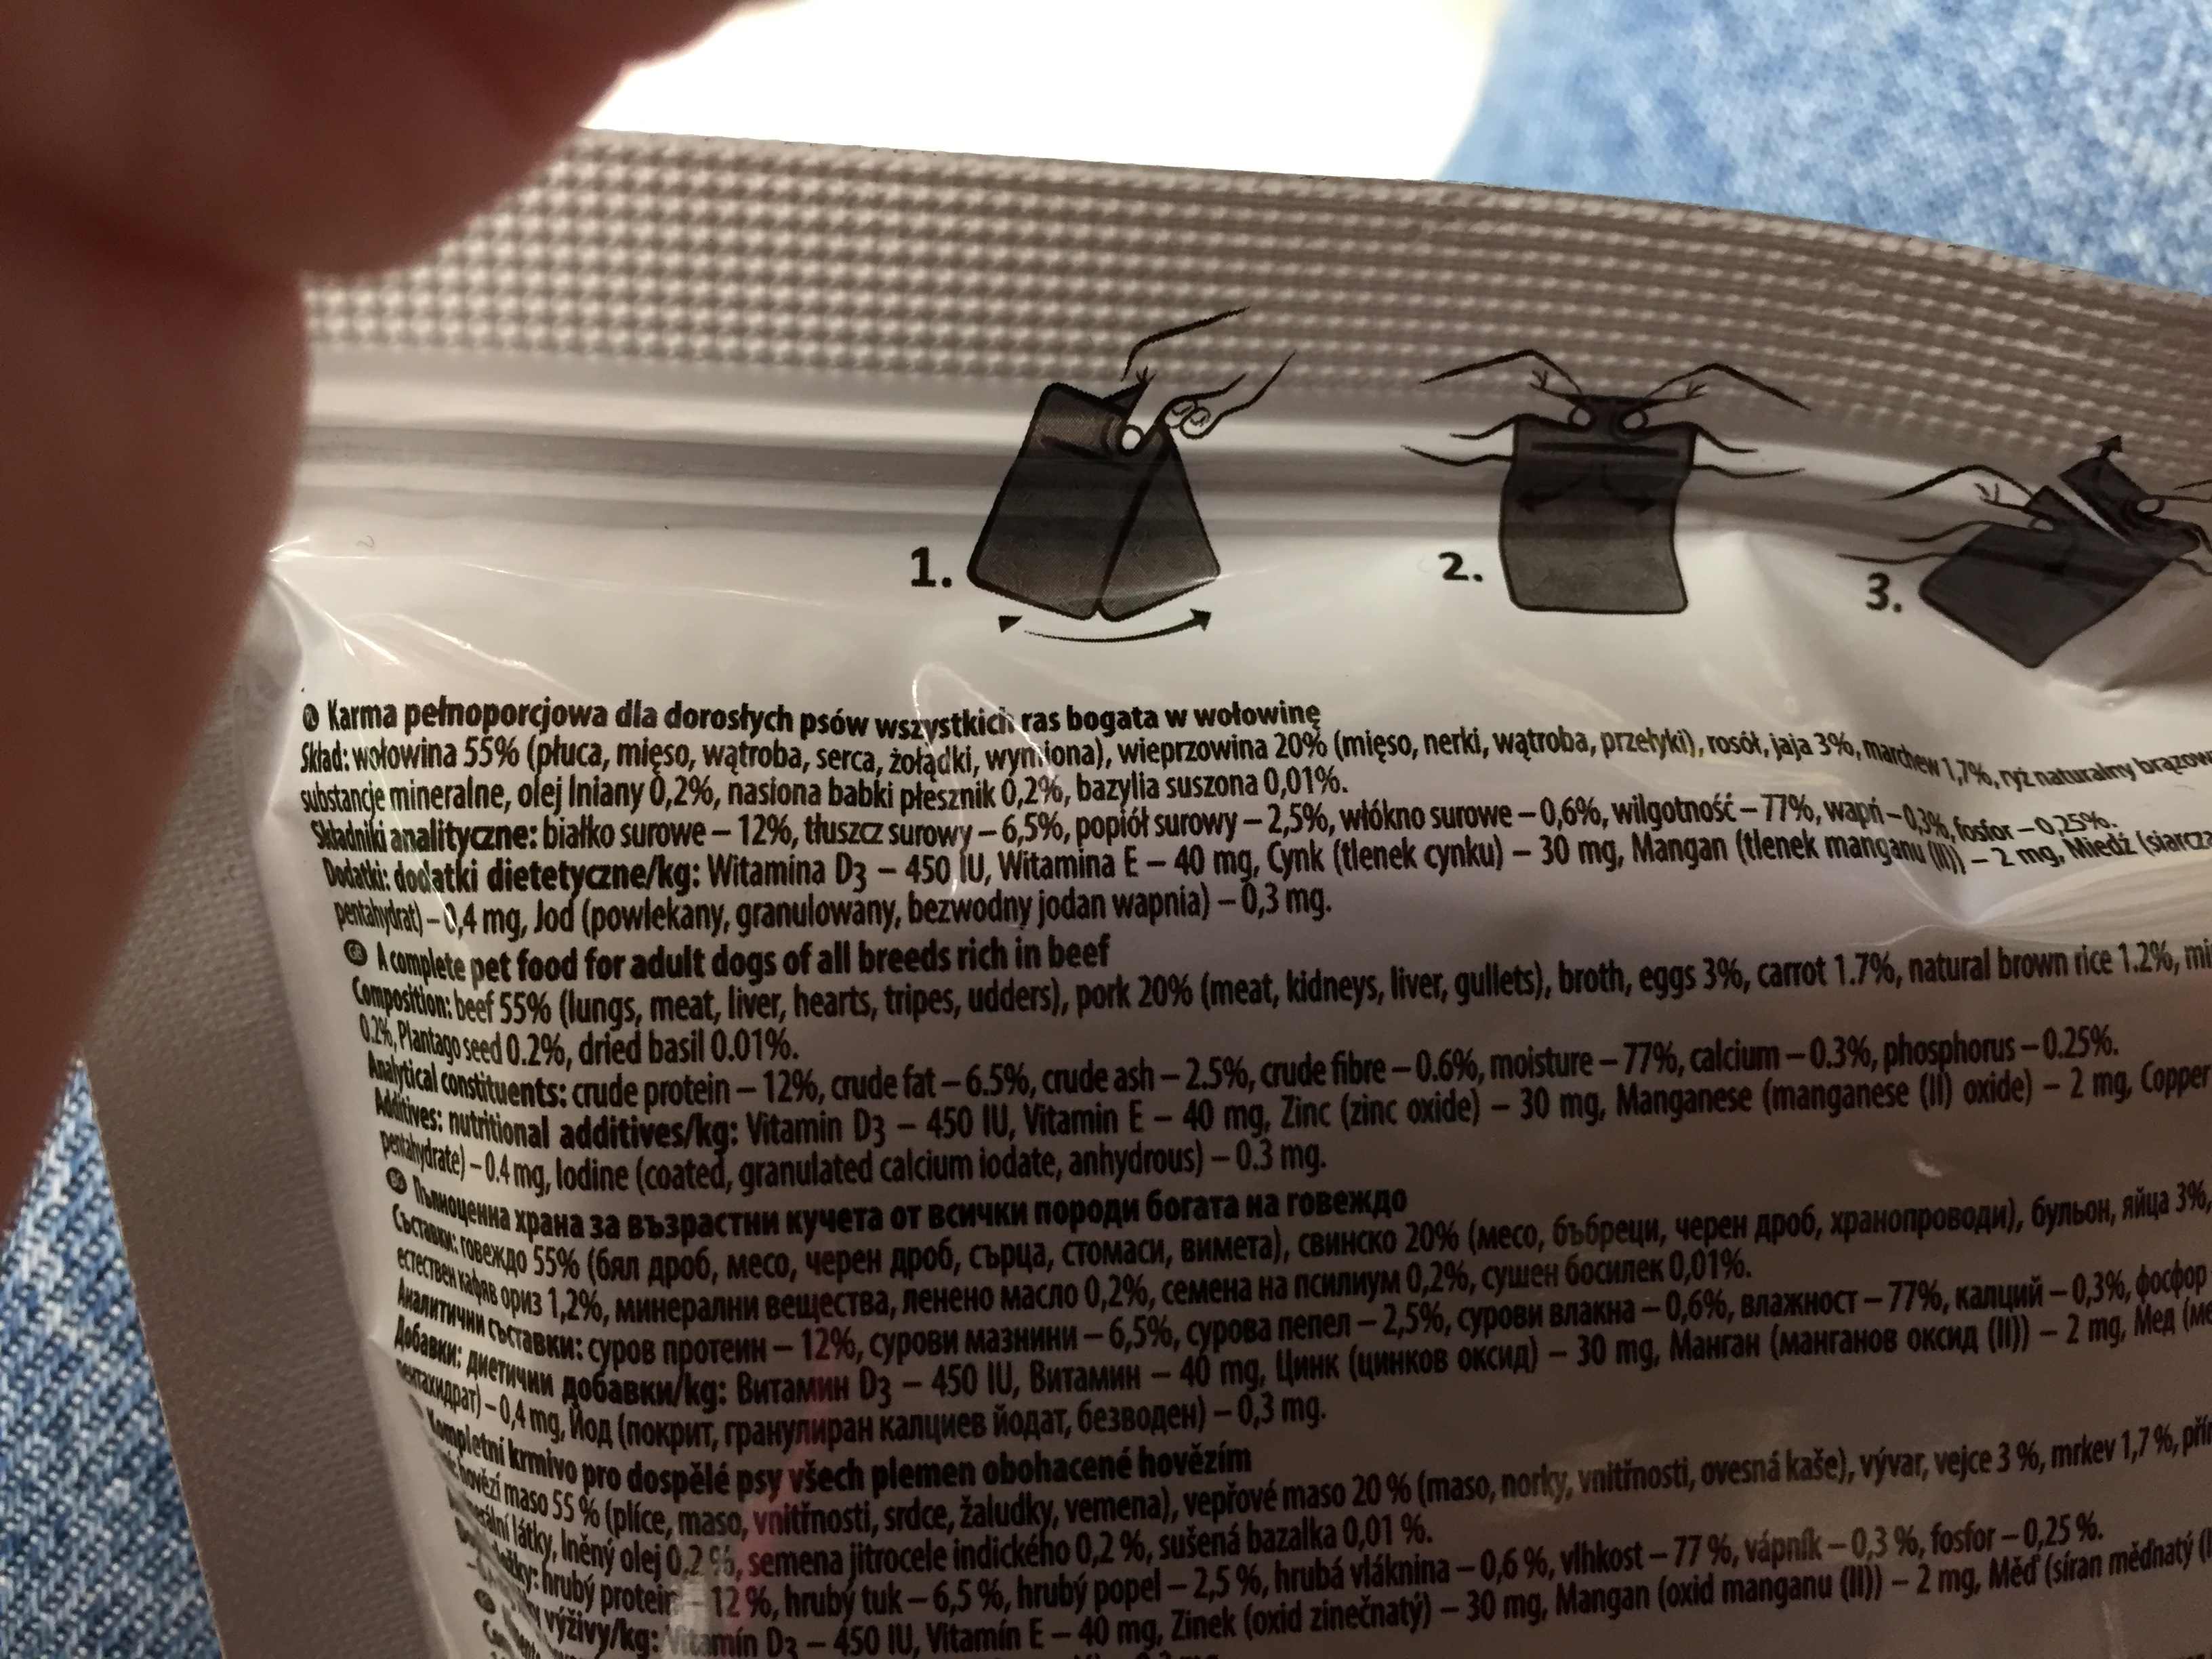 1.
2.
3.
PL Karma pełnoporcjowa dla dorosłych psów wszystkich ras bogata w wołowinę
Skład: wołowina 55% (płuca, mięso, wątroba, serca, żołądki, wymiona), wieprzowina 20% (mięso, nerki, wątroba, przełyki), rosół, jaja 3%, marchew 1,7%, ryż naturalny brązow
substancje mineralne, olej lniany 0,2%, nasiona babki płesznik 0,2%, bazylia suszona 0,01%.
Składniki analityczne: białko surowe – 12%, tłuszcz surowy – 6,5%, popiół surowy – 2,5%, włókno surowe – 0,6%, wilgotność – 77%, wapń – 0,3%, fosfor – 0,25%.
Dodatki: dodatki dietetyczne/kg: Witamina D3 – 450 IU, Witamina E – 40 mg, Cynk (tlenek cynku) – 30 mg, Mangan (tlenek manganu (II)) – 2 mg, Miedź (siarcza
pentahydrat) – 0,4 mg, Jod (powlekany, granulowany, bezwodny jodan wapnia) – 0,3 mg.
GB A complete pet food for adult dogs of all breeds rich in beef
Composition: beef 55% (lungs, meat, liver, hearts, tripes, udders), pork 20% (meat, kidneys, liver, gullets), broth, eggs 3%, carrot 1.7%, natural brown rice 1.2%, mi
0.2%, Plantago seed 0.2%, dried basil 0.01%.
Analytical constituents: crude protein – 12%, crude fat – 6.5%, crude ash – 2.5%, crude fibre – 0.6%, moisture – 77%, calcium – 0.3%, phosphorus – 0.25%.
Additives: nutritional additives/kg: Vitamin D3 – 450 IU, Vitamin E – 40 mg, Zinc (zinc oxide) – 30 mg, Manganese (manganese (II) oxide) – 2 mg, Copper
pentahydrate) – 0.4 mg, Iodine (coated, granulated calcium iodate, anhydrous) – 0.3 mg.
BG Пълноценна храна за възрастни кучета от всички породи богата на говеждо
Съставки: говеждо 55% (бял дроб, месо, черен дроб, сърца, стомаси, вимета), свинско 20% (месо, бъбреци, черен дроб, хранопроводи), бульон, яйца 3%,
естествен кафяв ориз 1,2%, минерални вещества, ленено масло 0,2%, семена на псилиум 0,2%, сушен босилек 0,01%.
Аналитични съставки: суров протеин – 12%, сурови мазнини – 6,5%, сурова пепел – 2,5%, сурови влакна – 0,6%, влажност – 77%, калций – 0,3%, фосфор
Добавки: диетични добавки/kg: Витамин D3 – 450 IU, Витамин – 40 mg, Цинк (цинков оксид) – 30 mg, Манган (манганов оксид (II)) – 2 mg, Мед (ме
пентахидрат) – 0,4 mg, Йод (покрит, гранулиран калциев йодат, безводен) – 0,3 mg.
Kompletní krmivo pro dospělé psy všech plemen obohacené hovězím
hovězí maso 55 % (plíce, maso, vnitřnosti, srdce, žaludky, vemena), vepřové maso 20 % (maso, norky, vnitřnosti, ovesná kaše), vývar, vejce 3 %, mrkev 1,7 %, pří
látky, lněný olej 0,2 %, semena jitrocele indického 0,2 %, sušená bazalka 0,01 %.
hrubý protein – 12 %, hrubý tuk – 6,5 %, hrubý popel – 2,5 %, hrubá vláknina – 0,6 %, vlhkost – 77 %, vápník – 0,3 %, fosfor – 0,25 %.
výživy/kg: Vitamín D3 – 450 IU, Vitamín E – 40 mg, Zinek (oxid zinečnatý) – 30 mg, Mangan (oxid manganu (II)) – 2 mg, Měď (síran měďnatý (I